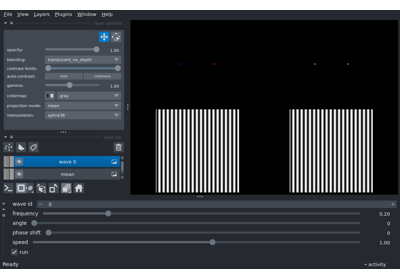 File View Layers Plugins Window Help
layer controls
opacity: 1.00
blending: translucent_no_depth
contrast limits:
auto-contrast: once continuous
gamma: 1.00
colormap: gray
projection mode: mean
interpolation: spline36
layer list
wave 0
mean
wave id 0
frequency 0.20
angle 0
phase shift 0
speed 1.00
run
Ready activity